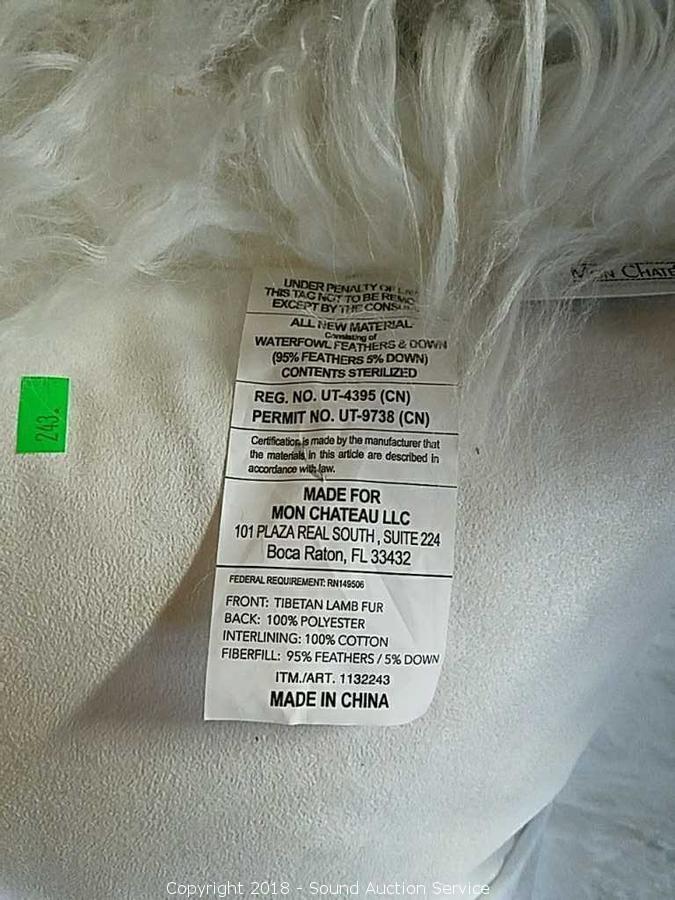 UNDER PENALTY OF
THIS TAG NOT TO BE
EXCEPT BY THE
ALL NEW MATERIAL
Consisting of
WATERFOWL FEATHERS & DOWN
(95% FEATHERS 5% DOWN)
CONTENTS STERILIZED
REG. NO. UT-4395 (CN)
PERMIT NO. UT-9738 (CN)
Certification is made by the manufacturer that
the materials in this article are described in
accordance with law.
MADE FOR
MON CHATEAU LLC
101 PLAZA REAL SOUTH , SUITE 224
Boca Raton, FL 33432
FEDERAL REQUIREMENT: RN149506
FRONT: TIBETAN LAMB FUR
BACK: 100% POLYESTER
INTERLINING: 100% COTTON
FIBERFILL: 95% FEATHERS / 5% DOWN
ITM./ART. 1132243
MADE IN CHINA
MON CHATE
243.
Copyright 2018 - Sound Auction Service